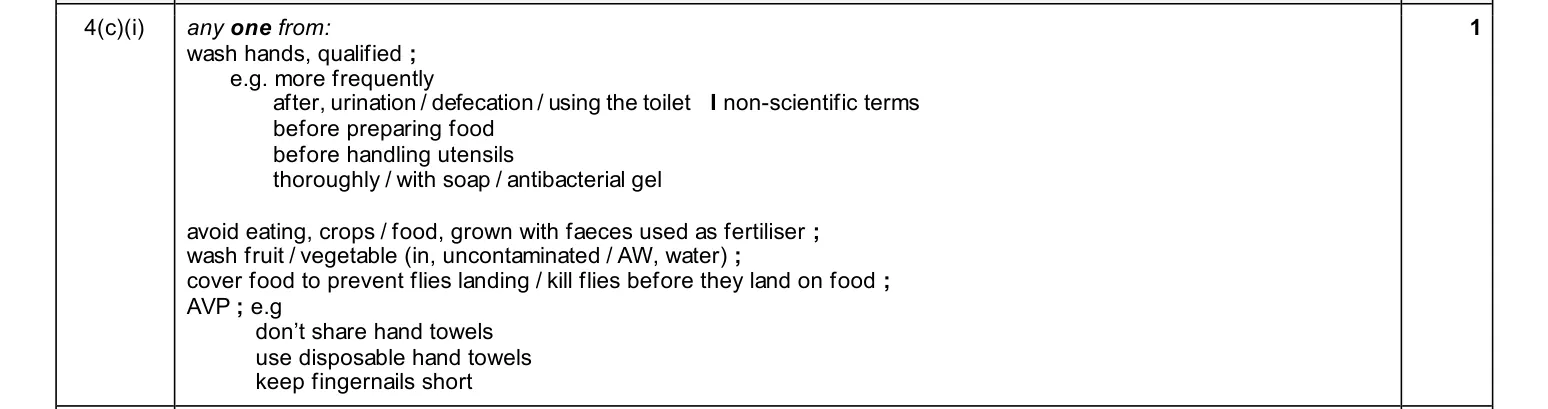 4(c)(i)
any one from:
1
wash hands, qualified ;
e.g. more frequently
after, urination / defecation / using the toilet I non-scientific terms
before preparing food
before handling utensils
thoroughly / with soap / antibacterial gel
avoid eating, crops / food, grown with faeces used as fertiliser ;
wash fruit / vegetable (in, uncontaminated / AW, water) ;
cover food to prevent flies landing / kill flies before they land on food ;
AVP ; e.g
don’t share hand towels
use disposable hand towels
keep fingernails short